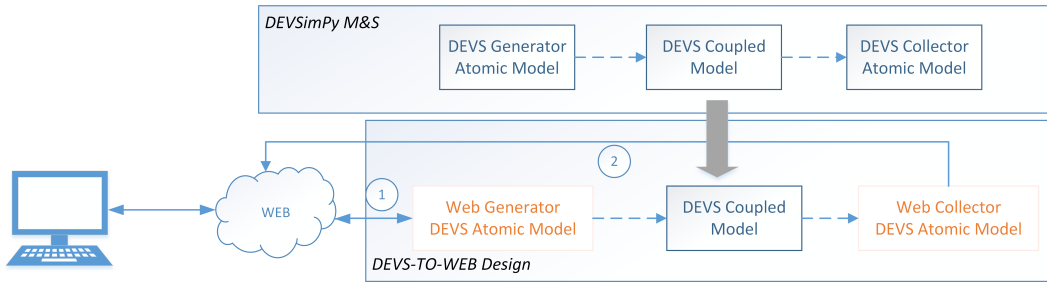 DEVSimPy M&S
DEVS Generator
Atomic Model
DEVS Coupled
Model
DEVS Collector
Atomic Model
2
1
WEB
Web Generator
DEVS Atomic Model
DEVS Coupled
Model
Web Collector
DEVS Atomic Model
DEVS-TO-WEB Design